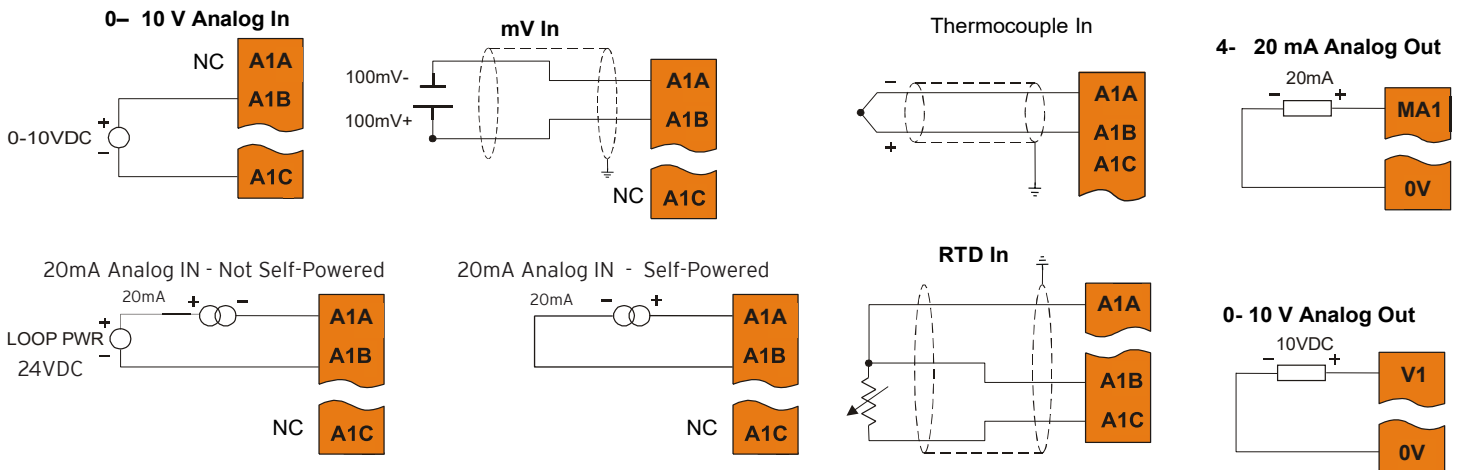 0– 10 V Analog In
NC
A1A
A1B
A1C
0-10VDC
+
−
mV In
100mV-
100mV+
A1A
A1B
NC
A1C
Thermocouple In
−
+
A1A
A1B
A1C
4- 20 mA Analog Out
20mA
− +
MA1
0V
20mA Analog IN - Not Self-Powered
20mA
+ −
LOOP PWR
24VDC
+
−
A1A
A1B
NC
A1C
20mA Analog IN - Self-Powered
20mA
− +
A1A
A1B
NC
A1C
RTD In
A1A
A1B
A1C
0- 10 V Analog Out
10VDC
− +
V1
0V